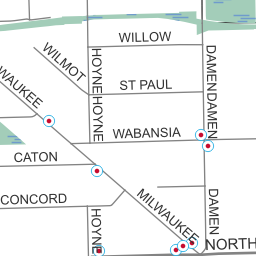 WILLOW
WILMOT
HOYNE
HOYNE
DAMEN
DAMEN
ST PAUL
WAUKEE
WABANSIA
CATON
CONCORD
MILWAUKEE
DAMEN
HOYNE
NORTH